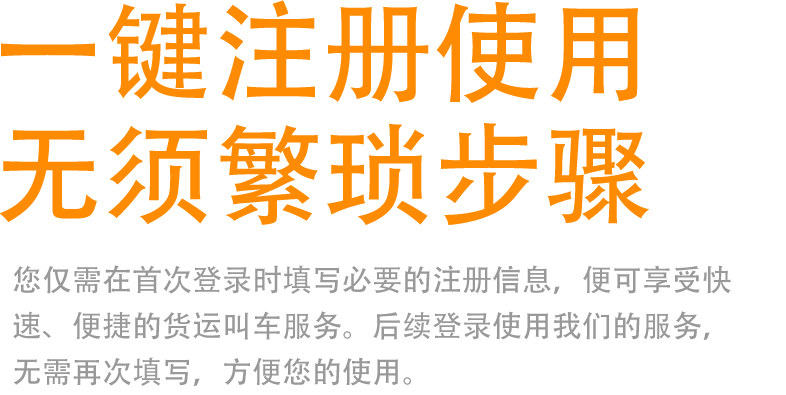 一键注册使用
无须繁琐步骤
您仅需在首次登录时填写必要的注册信息，便可享受快
速、便捷的货运叫车服务。后续登录使用我们的服务，
无需再次填写，方便您的使用。